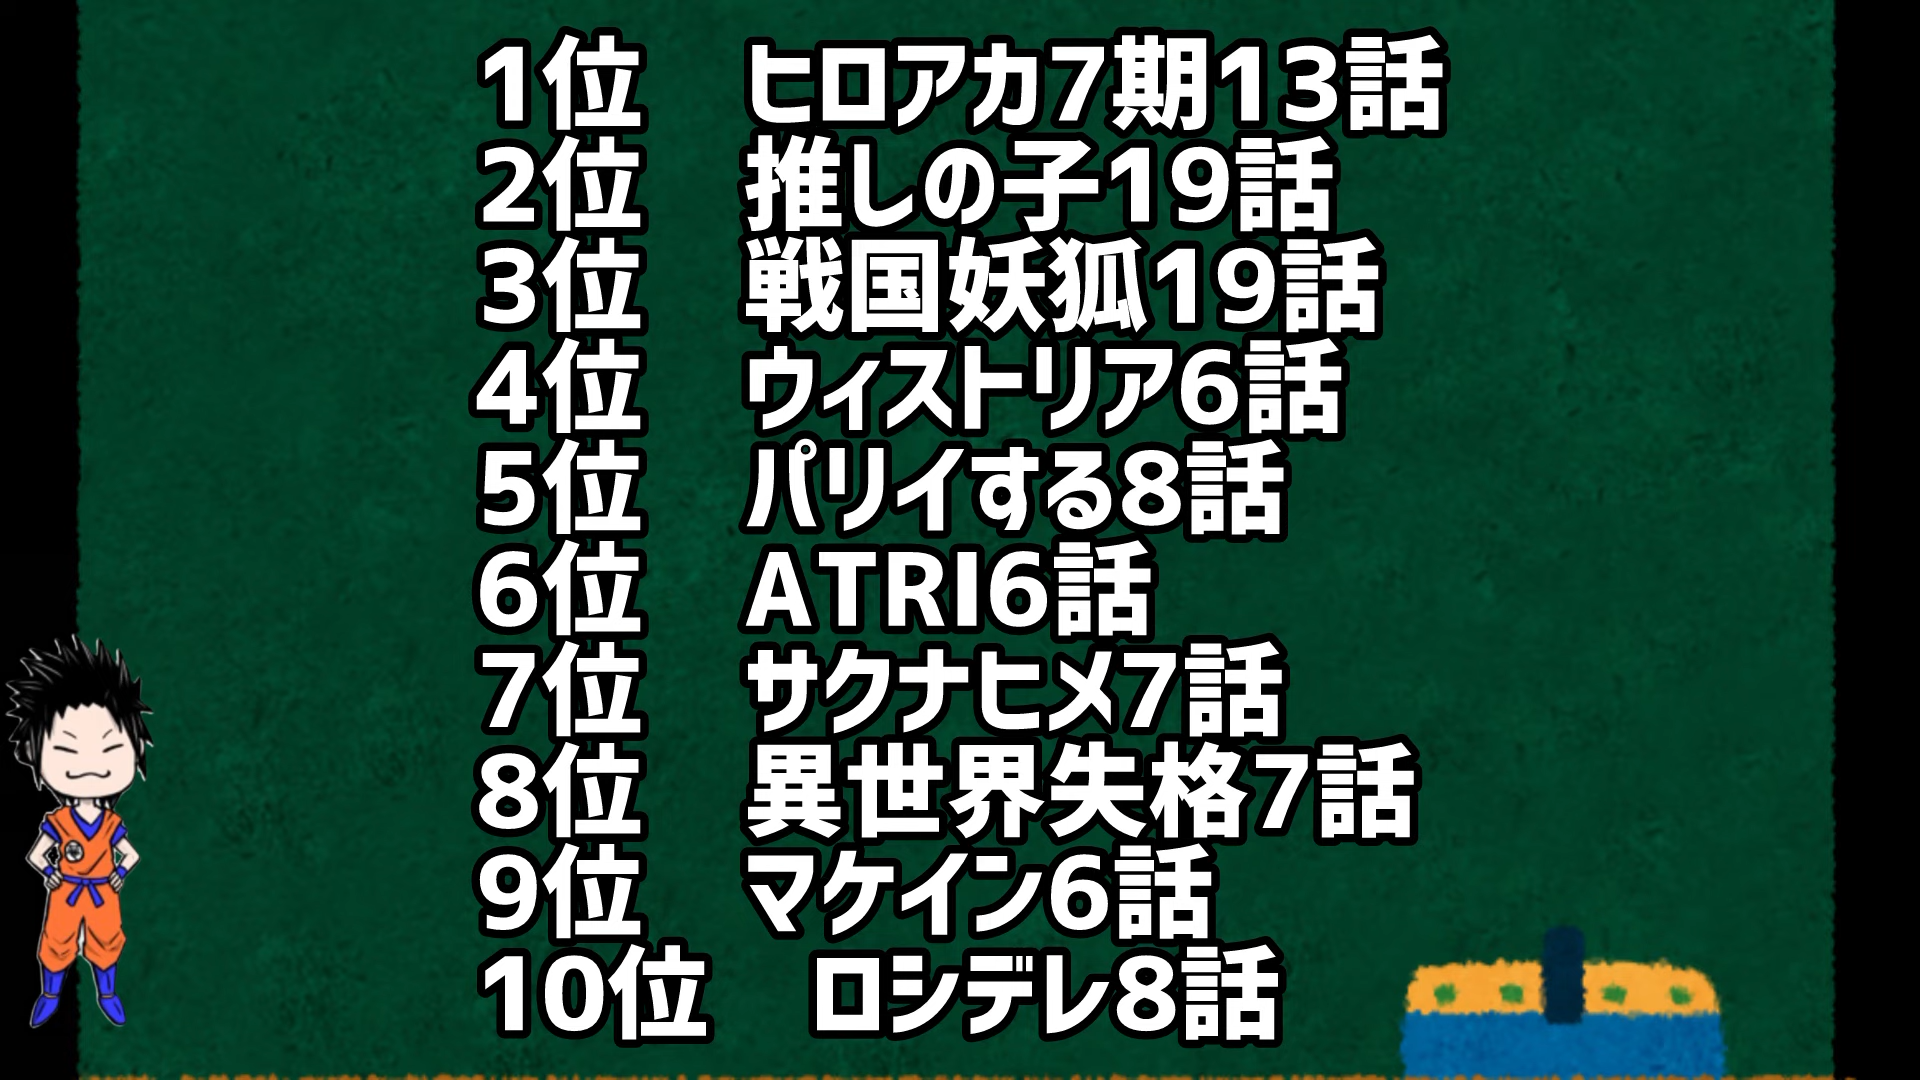 1位　ヒロアカ7期13話
2位　推しの子19話
3位　戦国妖狐19話
4位　ウィストリア6話
5位　パリイする8話
6位　ATRI6話
7位　サクナヒメ7話
8位　異世界失格7話
9位　マケイン6話
10位　ロシデレ8話